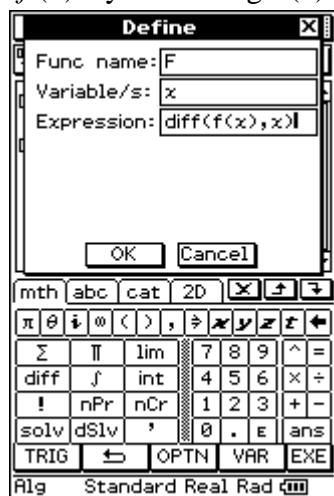 Define
Func name: F
Variable/s: x
Expression: diff(f(x),x)
OK Cancel
mth abc cat 2D
π θ i ∞ ( ) , ⇒ x y z t
Σ Π lim 7 8 9 ^ =
diff ∫ int 4 5 6 × ÷
! nPr nCr 1 2 3 + -
solv dSlv ' 0 . E ans
TRIG OPTN VAR EXE
Alg Standard Real Rad